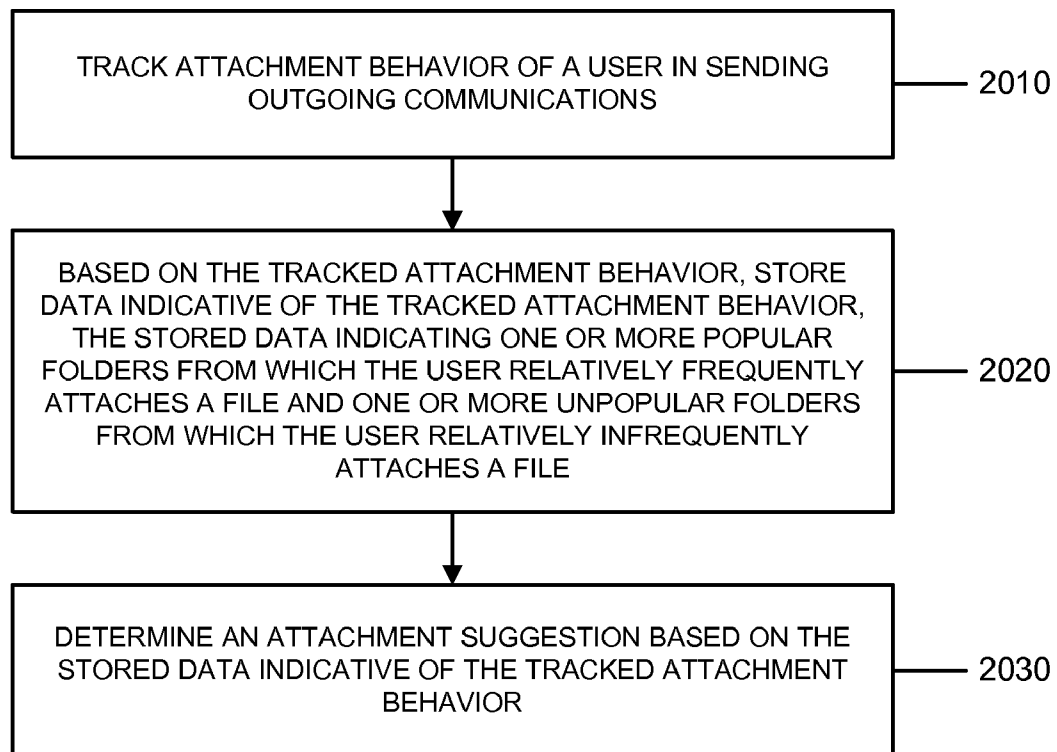 TRACK ATTACHMENT BEHAVIOR OF A USER IN SENDING
OUTGOING COMMUNICATIONS
2010
BASED ON THE TRACKED ATTACHMENT BEHAVIOR, STORE
DATA INDICATIVE OF THE TRACKED ATTACHMENT BEHAVIOR,
THE STORED DATA INDICATING ONE OR MORE POPULAR
FOLDERS FROM WHICH THE USER RELATIVELY FREQUENTLY
ATTACHES A FILE AND ONE OR MORE UNPOPULAR FOLDERS
FROM WHICH THE USER RELATIVELY INFREQUENTLY
ATTACHES A FILE
2020
DETERMINE AN ATTACHMENT SUGGESTION BASED ON THE
STORED DATA INDICATIVE OF THE TRACKED ATTACHMENT
BEHAVIOR
2030